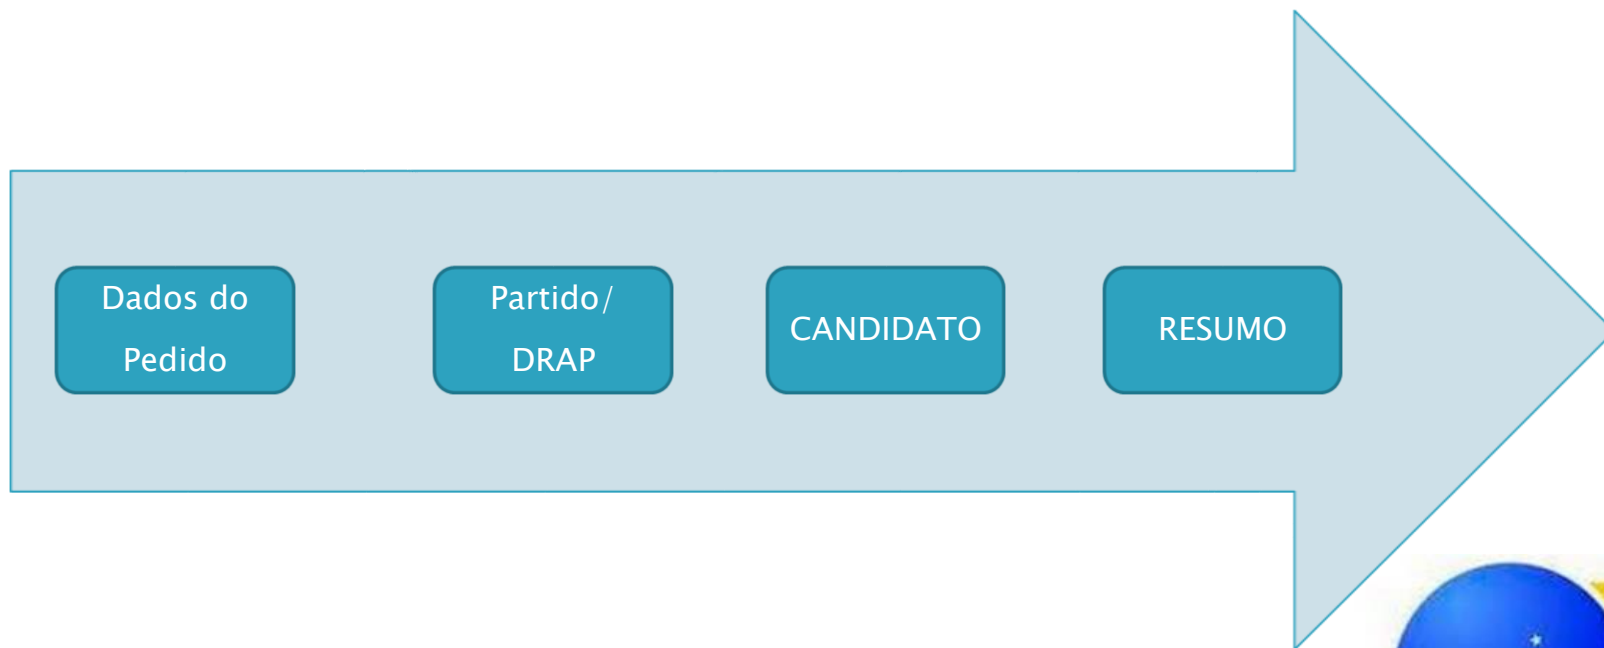 Dados do
Pedido
Partido/
DRAP
CANDIDATO
RESUMO